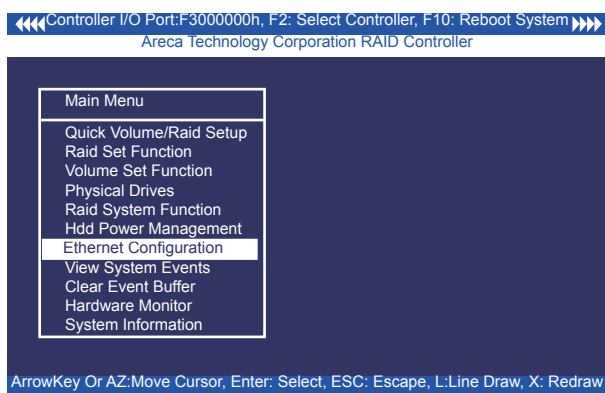 Controller I/O Port:F3000000h, F2: Select Controller, F10: Reboot System
Areca Technology Corporation RAID Controller
Main Menu
Quick Volume/Raid Setup
Raid Set Function
Volume Set Function
Physical Drives
Raid System Function
Hdd Power Management
Ethernet Configuration
View System Events
Clear Event Buffer
Hardware Monitor
System Information
ArrowKey Or AZ:Move Cursor, Enter: Select, ESC: Escape, L:Line Draw, X: Redraw